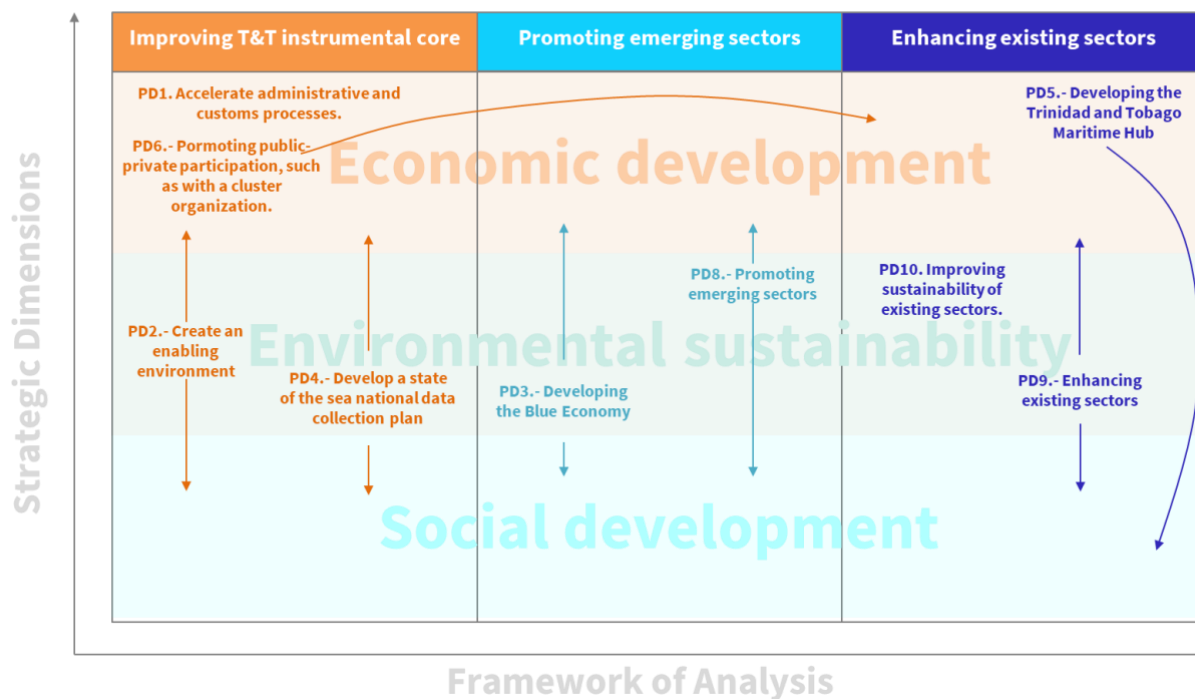 Strategic Dimensions
Improving T&T instrumental core
Promoting emerging sectors
Enhancing existing sectors
PD1. Accelerate administrative and
customs processes.
PD6.- Pormoting public-
private participation, such
as with a cluster
organization.
PD5.- Developing the
Trinidad and Tobago
Maritime Hub
Economic development
PD2.- Create an
enabling
environment
PD4.- Develop a state
of the sea national data
collection plan
PD8.- Promoting
emerging sectors
PD3.- Developing
the Blue Economy
PD10. Improving
sustainability of
existing sectors.
PD9.- Enhancing
existing sectors
Environmental sustainability
Social development
Framework of Analysis